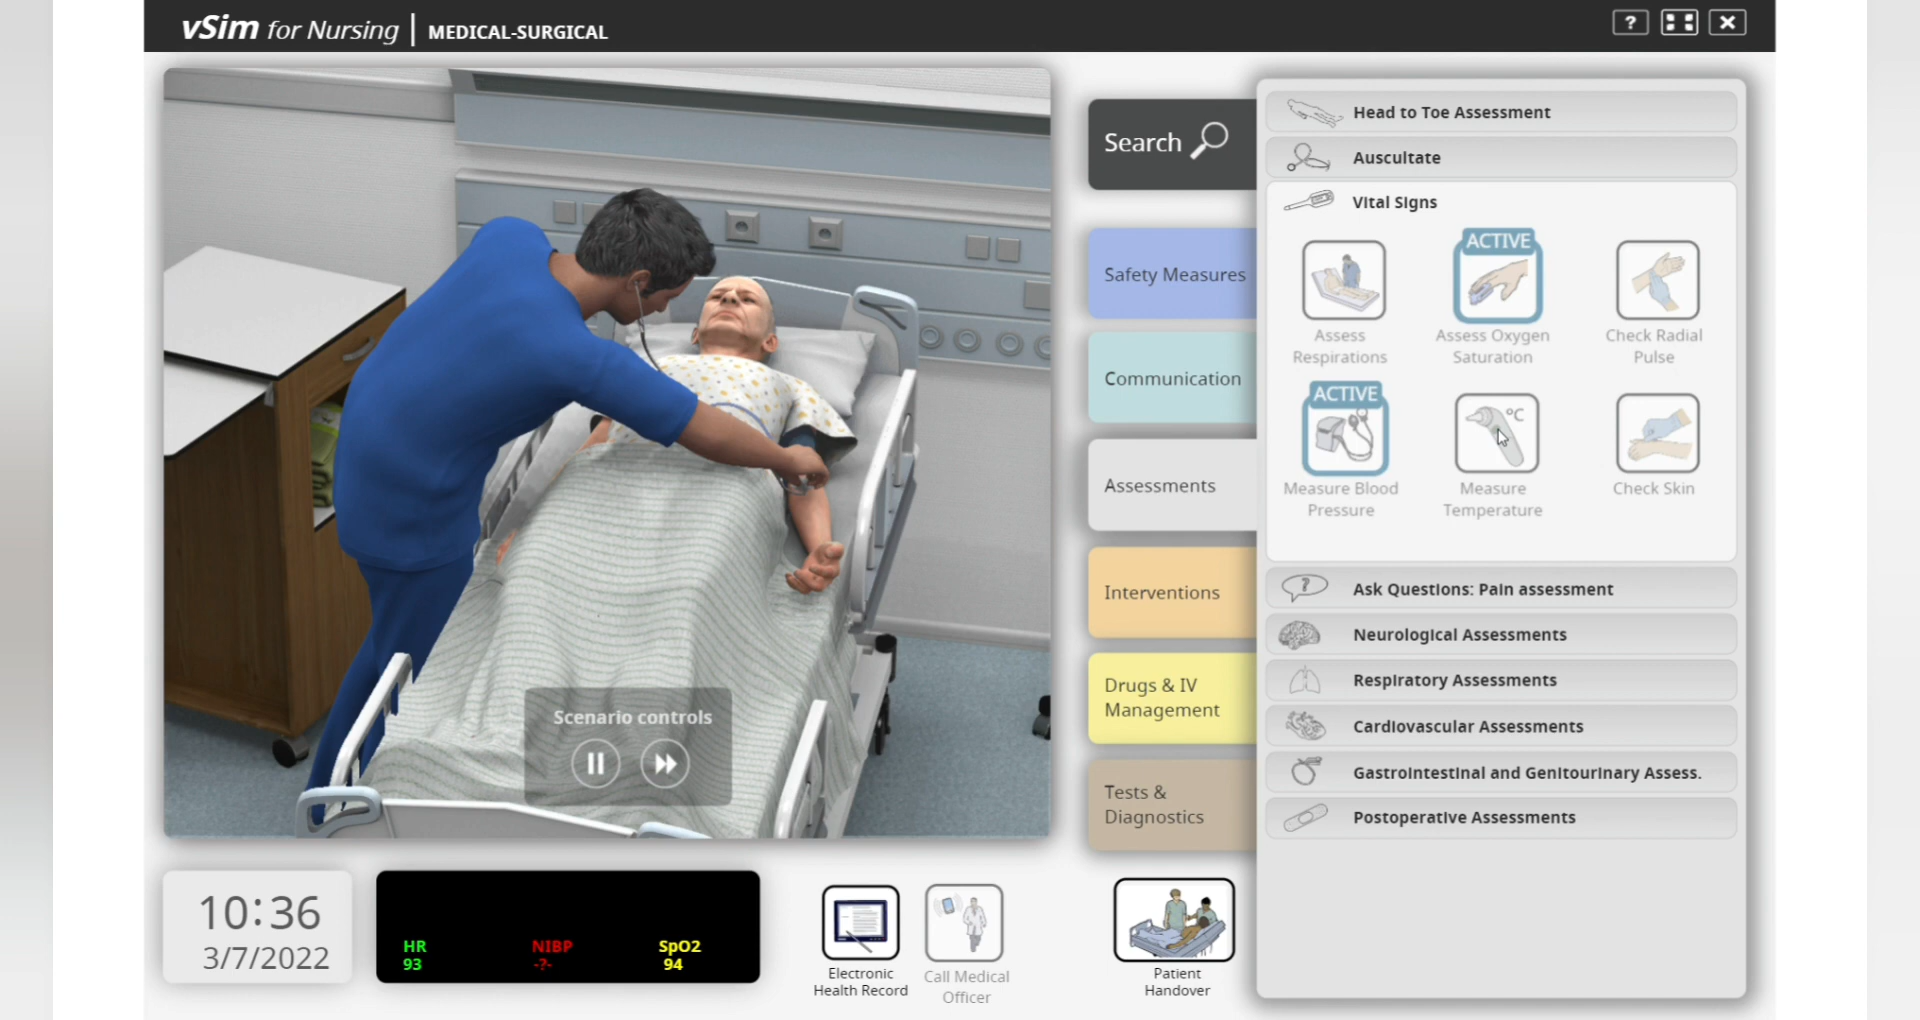 vSim for Nursing | MEDICAL-SURGICAL
?
Search
Safety Measures
Communication
Assessments
Interventions
Drugs & IV
Management
Tests &
Diagnostics
Head to Toe Assessment
Auscultate
Vital Signs
ACTIVE
Assess
Respirations
Assess Oxygen
Saturation
Check Radial
Pulse
ACTIVE
°C
Measure Blood
Pressure
Measure
Temperature
Check Skin
Ask Questions: Pain assessment
Neurological Assessments
Respiratory Assessments
Cardiovascular Assessments
Gastrointestinal and Genitourinary Assess.
Postoperative Assessments
Scenario controls
10:36
3/7/2022
HR
93
NIBP
-?-
SpO2
94
Electronic
Health Record
Call Medical
Officer
Patient
Handover